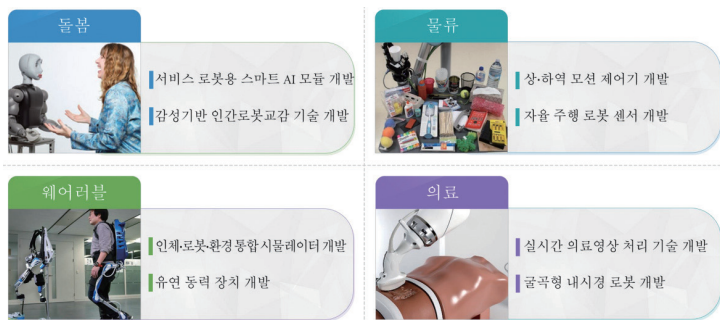 돌봄
서비스 로봇용 스마트 AI 모듈 개발
감성기반 인간로봇교감 기술 개발
물류
상·하역 모션 제어기 개발
자율 주행 로봇 센서 개발
웨어러블
인체·로봇·환경통합 시뮬레이터 개발
유연 동력 장치 개발
의료
실시간 의료영상 처리 기술 개발
굴곡형 내시경 로봇 개발